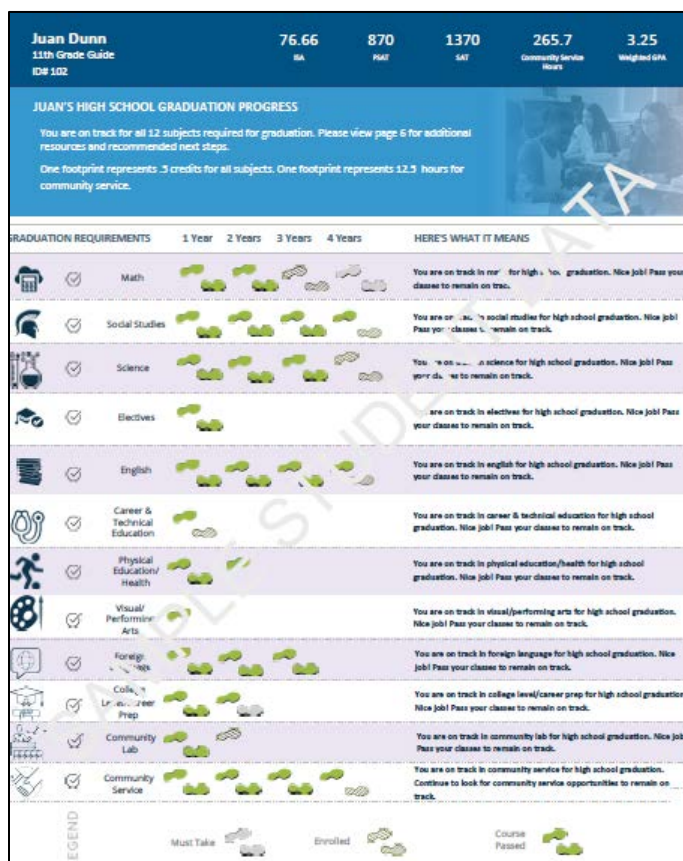 Juan Dunn
11th Grade Guide
ID# 102
76.66
ISA
870
PSAT
1370
SAT
265.7
Community Service
Hours
3.25
Weighted GPA
JUAN'S HIGH SCHOOL GRADUATION PROGRESS
You are on track for all 12 subjects required for graduation. Please view page 6 for additional
resources and recommended next steps.
One footprint represents .5 credits for all subjects. One footprint represents 12.5 hours for
community service.
GRADUATION REQUIREMENTS 1 Year 2 Years 3 Years 4 Years HERE'S WHAT IT MEANS
Math
You are on track in for high graduation. Nice job! Pass your
classes to remain on
Social Studies
You are on in social studies for high school graduation. Nice job!
Pass your classes to remain on track.
Science
on in science for high school graduation. Nice job! Pass
your to remain on track.
Electives
are on track in electives for high school graduation. Nice job! Pass
your classes to remain on track.
English
You are on track in english for high school graduation. Nice job! Pass
your classes to remain on track.
Career &
Technical
Education
You are on track in career & technical education for high school
graduation. Nice job! Pass your classes to remain on track.
Physical
Education/
Health
You are on track in physical education/health for high school
graduation. Nice job! Pass your classes to remain on track.
Visual/
Performing
Arts
You are on track in visual/performing arts for high school graduation.
Nice job! Pass your classes to remain on track.
Foreign
You are on track in foreign language for high school graduation. Nice
job! Pass your classes to remain on track.
College
Prep
You are on track in college level/career prep for high school graduation
Nice job! Pass your classes to remain on track.
Community
Lab
You are on track in community lab for high school graduation. Nice job
Pass your classes to remain on track.
Community
Service
You are on track in community service for high school graduation.
Continue to look for community service opportunities to remain on
track.
EGEND
Must Take
Enrolled
Course
Passed
SAMPLE STUDENT DATA